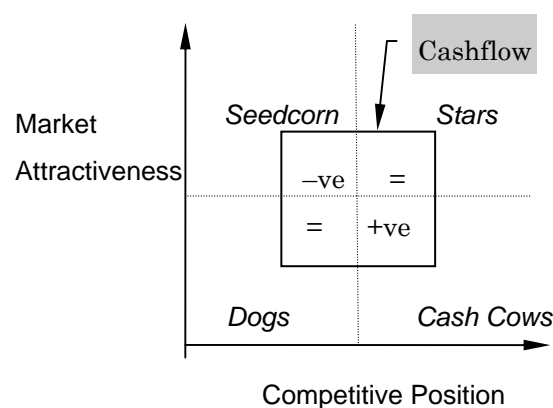 Cashflow
Seedcorn Stars
Market
Attractiveness
–ve =
= +ve
Dogs Cash Cows
Competitive Position